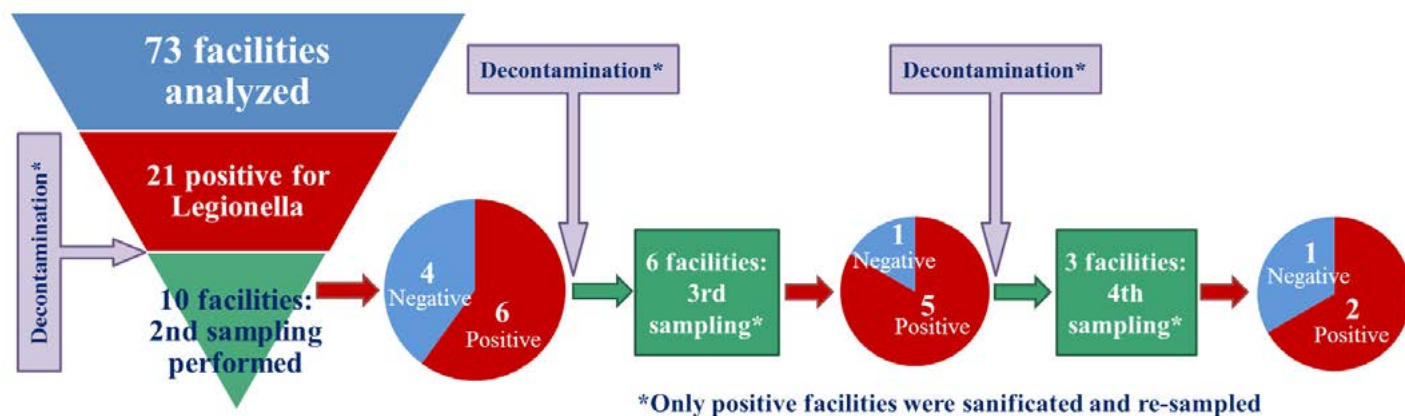 73 facilities
analyzed
Decontamination*
21 positive for
Legionella
10 facilities:
2nd sampling
performed
4
Negative
6
Positive
Decontamination*
6 facilities:
3rd
sampling*
1
Negative
5
Positive
Decontamination*
3 facilities:
4th
sampling*
1
Negative
2
Positive
*Only positive facilities were sanificated and re-sampled